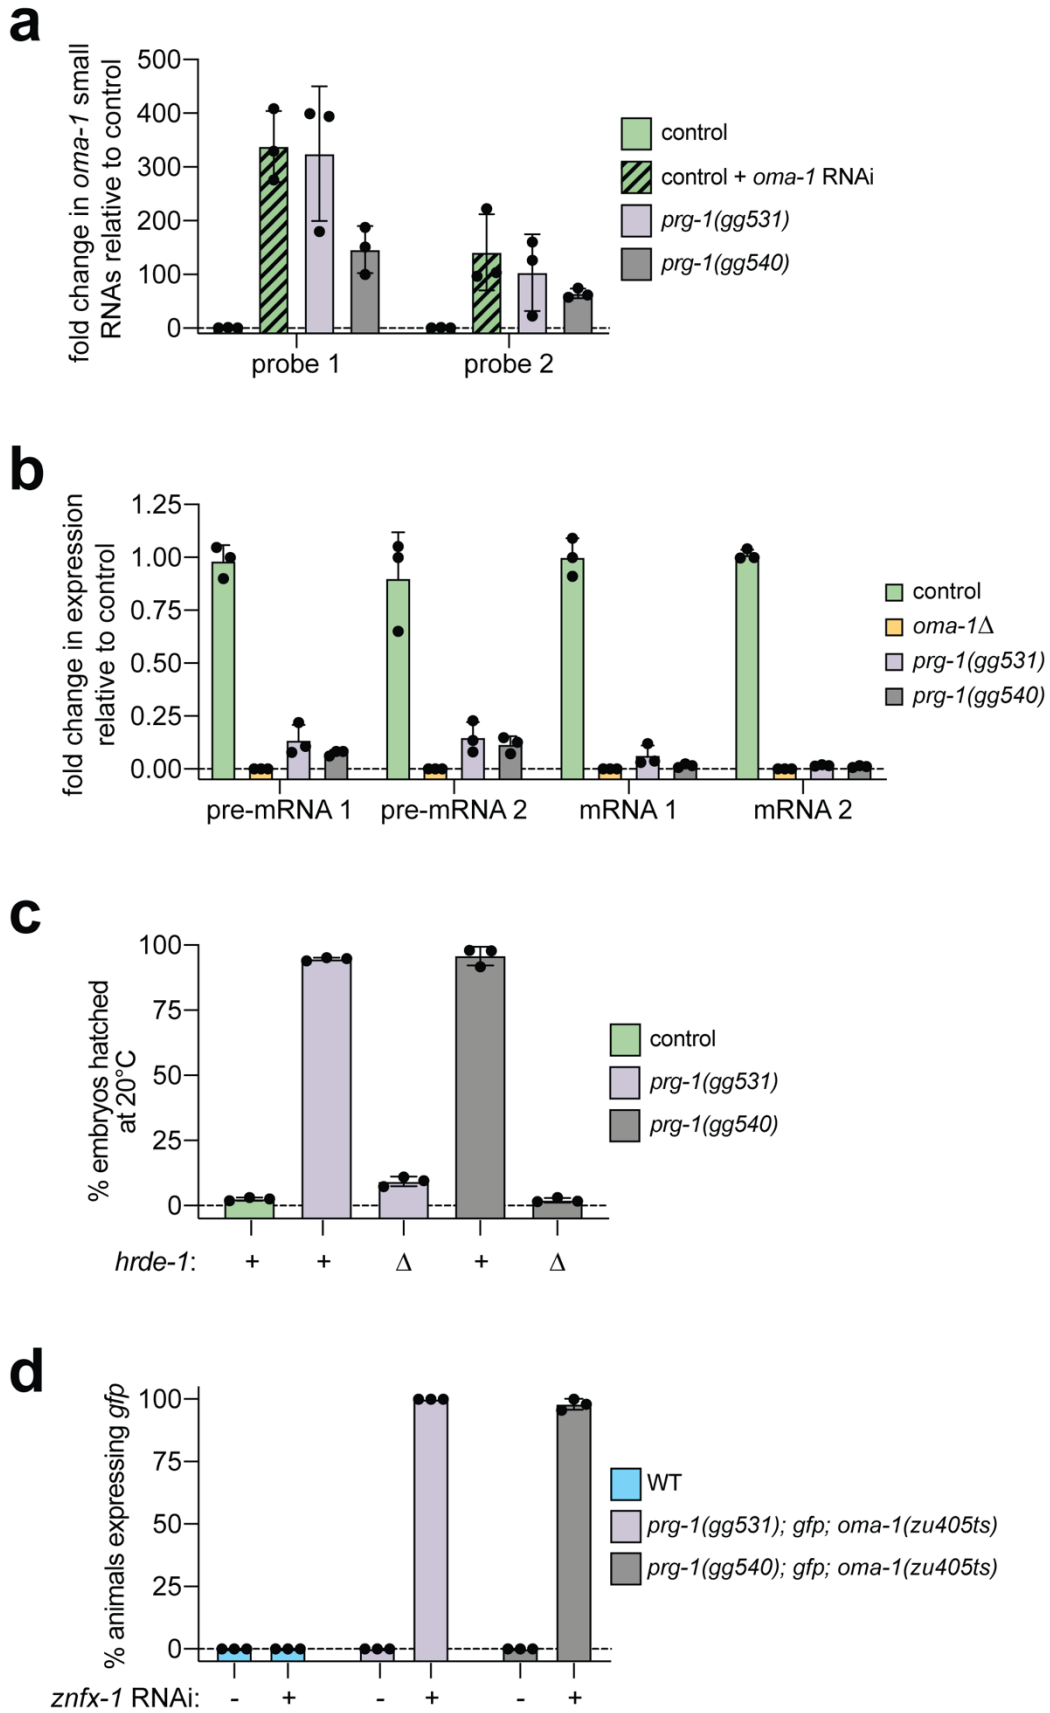 a
fold change in oma-1 small
RNAs relative to control
500
400
300
200
100
0
probe 1
probe 2
control
control + oma-1 RNAi
prg-1(gg531)
prg-1(gg540)
b
fold change in expression
relative to control
1.25
1.00
0.75
0.50
0.25
0.00
pre-mRNA 1
pre-mRNA 2
mRNA 1
mRNA 2
control
oma-1Δ
prg-1(gg531)
prg-1(gg540)
c
% embryos hatched
at 20°C
100
75
50
25
0
hrde-1: + + Δ + Δ
control
prg-1(gg531)
prg-1(gg540)
d
% animals expressing gfp
100
75
50
25
0
znfx-1 RNAi: - + - + - +
WT
prg-1(gg531); gfp; oma-1(zu405ts)
prg-1(gg540); gfp; oma-1(zu405ts)